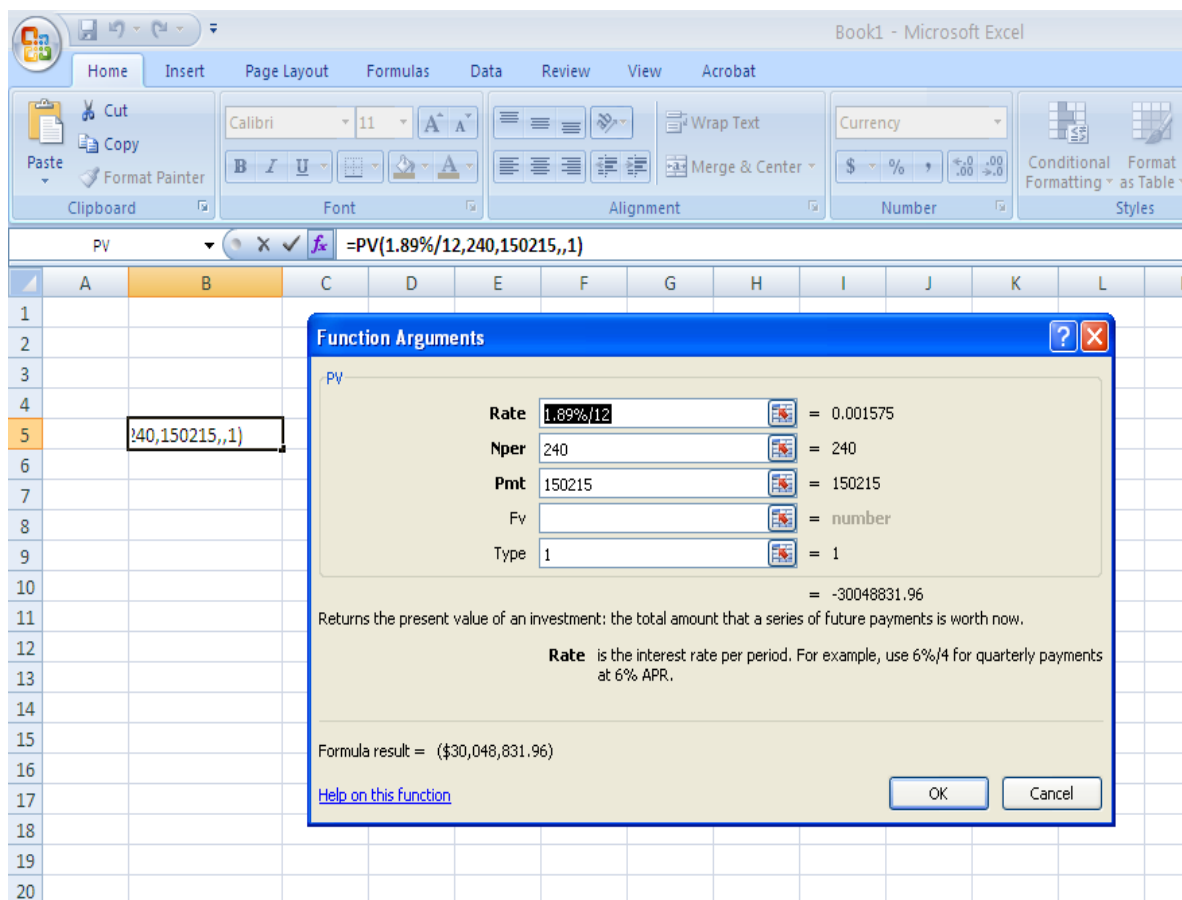 Book1 - Microsoft Excel
Home Insert Page Layout Formulas Data Review View Acrobat
Paste
Cut
Copy
Format Painter
Clipboard
Calibri 11 A A
B I U A
Font
Wrap Text
Merge & Center
Alignment
Currency
$ % , .0 .00 .00 .0
Number
Conditional Formatting
Format as Table
Styles
PV fx =PV(1.89%/12,240,150215,,1)
A B C D E F G H I J K L
1
2
3
4
5 240,150215,,1)
6
7
8
9
10
11
12
13
14
15
16
17
18
19
20
Function Arguments ?
PV
Rate 1.89%/12 = 0.001575
Nper 240 = 240
Pmt 150215 = 150215
Fv = number
Type 1 = 1
= -30048831.96
Returns the present value of an investment: the total amount that a series of future payments is worth now.
Rate is the interest rate per period. For example, use 6%/4 for quarterly payments
at 6% APR.
Formula result = ($30,048,831.96)
Help on this function
OK Cancel